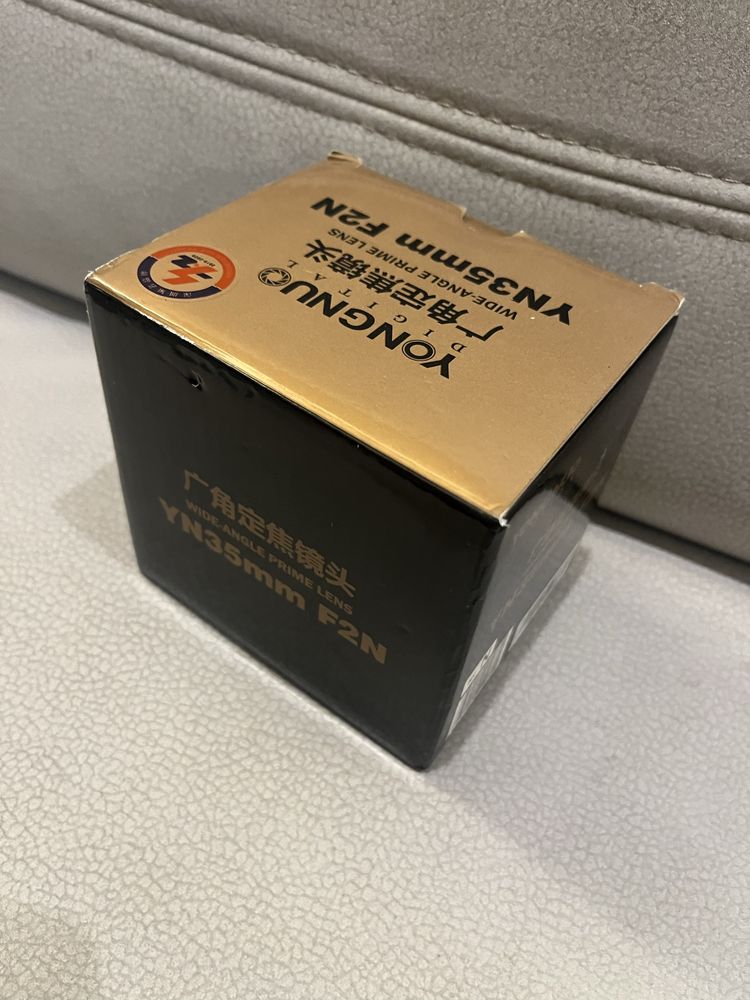 YONGNUO
DIGITAL
广角定焦镜头
WIDE-ANGLE PRIME LENS
YN35mm F2N
广角定焦镜头
WIDE-ANGLE PRIME LENS
YN35mm F2N